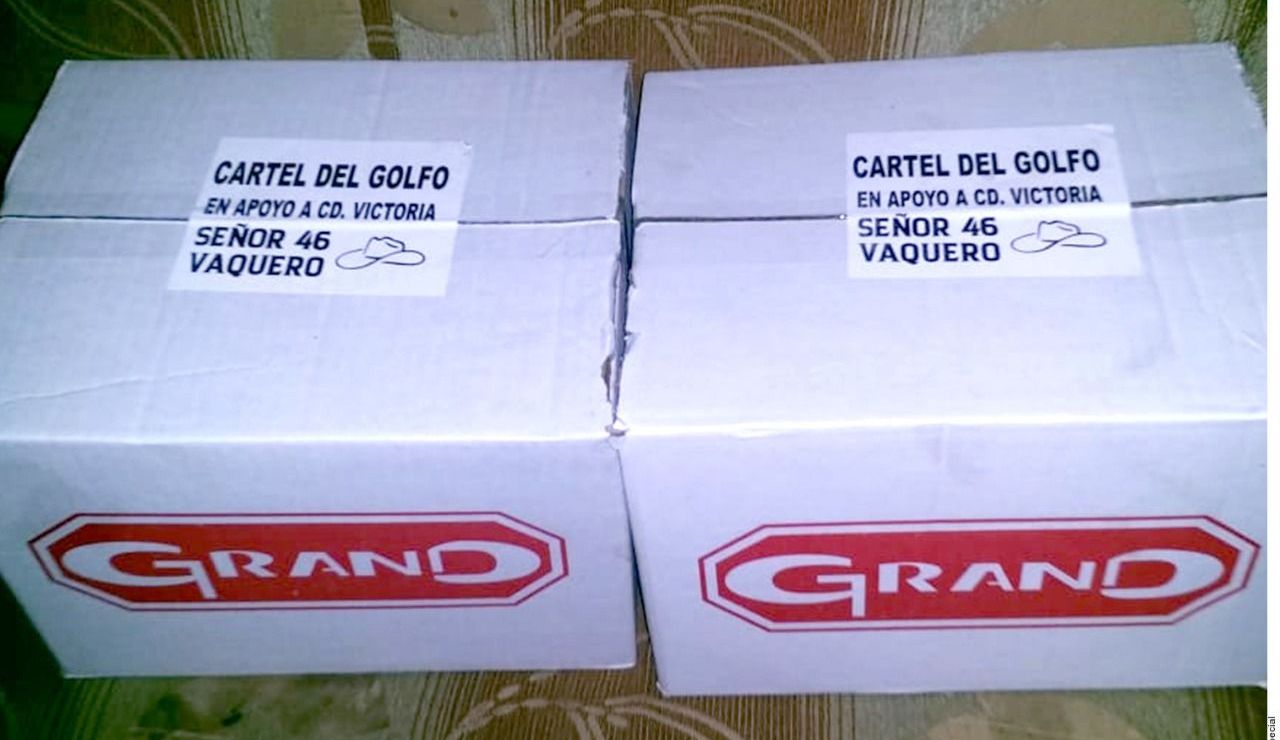 CARTEL DEL GOLFO
EN APOYO A CD. VICTORIA
SEÑOR 46
VAQUERO
CARTEL DEL GOLFO
EN APOYO A CD. VICTORIA
SEÑOR 46
VAQUERO
GRAND
GRAND